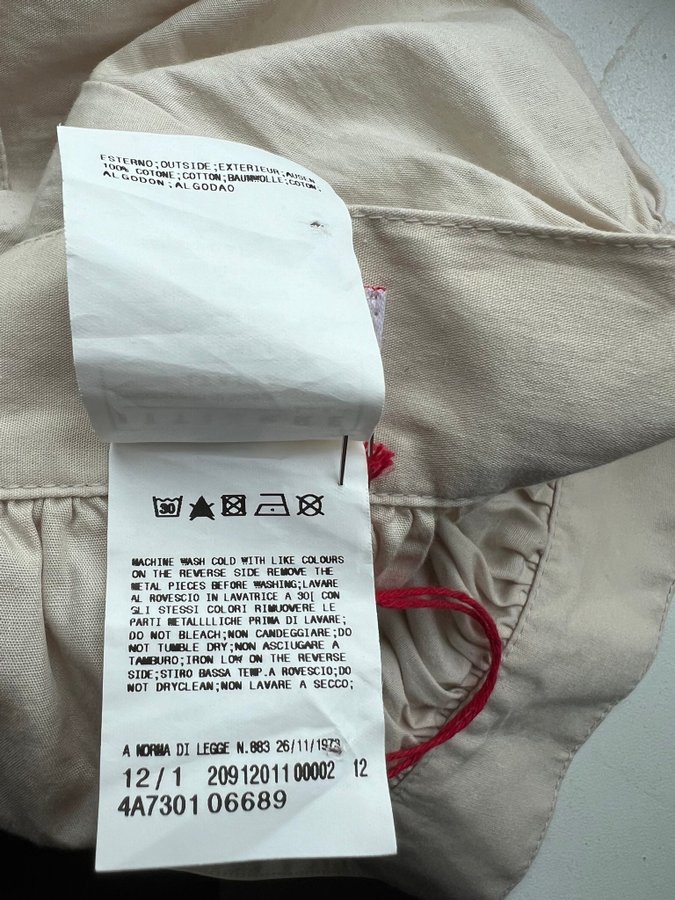 ESTERNO;OUTSIDE;EXTERIEUR;AUSEN
100% COTONE;COTTON;BAUMWOLLE;COTON;
ALGODON;ALGODAO
30
MACHINE WASH COLD WITH LIKE COLOURS
ON THE REVERSE SIDE REMOVE THE
METAL PIECES BEFORE WASHING;LAVARE
AL ROVESCIO IN LAVATRICE A 30[ CON
GLI STESSI COLORI RIMUOVERE LE
PARTI METALLLICHE PRIMA DI LAVARE;
DO NOT BLEACH;NON CANDEGGIARE;DO
NOT TUMBLE DRY;NON ASCIUGARE A
TAMBURO;IRON LOW ON THE REVERSE
SIDE;STIRO BASSA TEMP.A ROVESCIO;DO
NOT DRYCLEAN;NON LAVARE A SECCO;
A NORMA DI LEGGE N.883 26/11/1973
12/1 20912011 00002 12
4A7301 06689